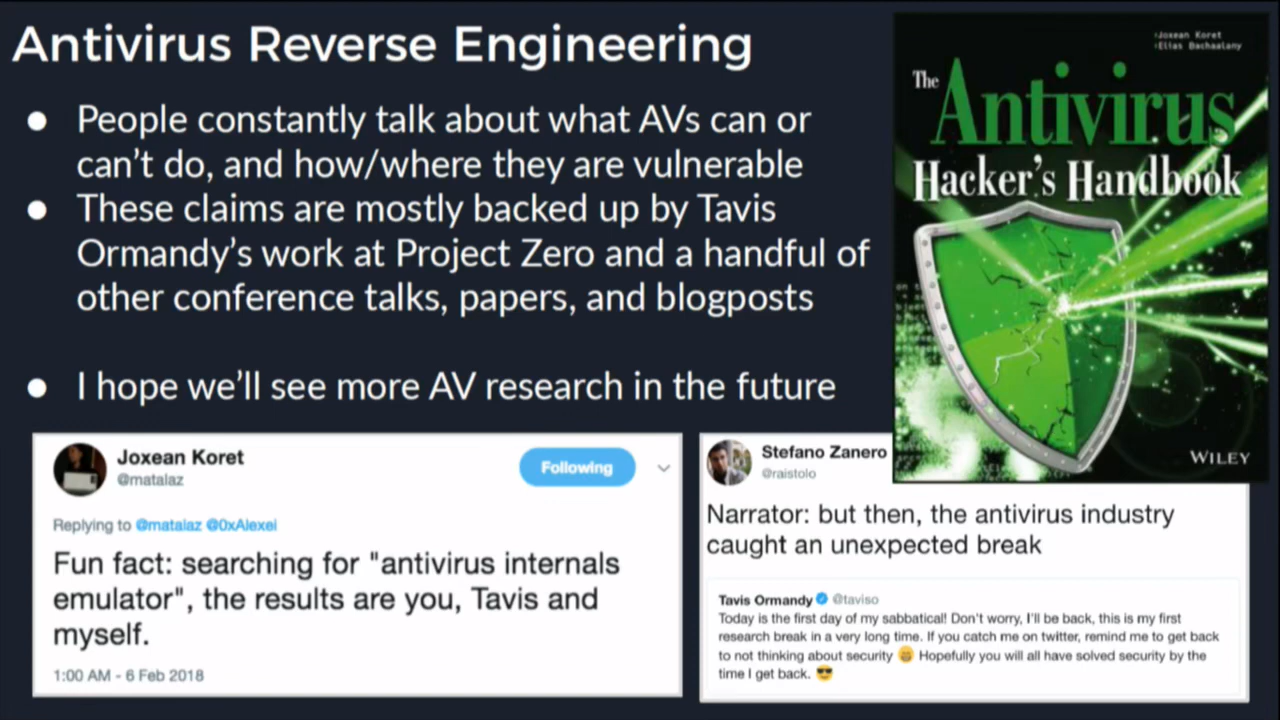 Antivirus Reverse Engineering
● People constantly talk about what AVs can or
can't do, and how/where they are vulnerable
● These claims are mostly backed up by Tavis
Ormandy's work at Project Zero and a handful of
other conference talks, papers, and blogposts
● I hope we'll see more AV research in the future
Joxean Koret
Elias Bachaalany
The
Antivirus
Hacker's Handbook
WILEY
Joxean Koret
@matalaz
Following
Replying to @matalaz @0xAlexei
Fun fact: searching for "antivirus internals
emulator", the results are you, Tavis and
myself.
1:00 AM - 6 Feb 2018
Stefano Zanero
@raistolo
Narrator: but then, the antivirus industry
caught an unexpected break
Tavis Ormandy @taviso
Today is the first day of my sabbatical! Don't worry, I'll be back, this is my first
research break in a very long time. If you catch me on twitter, remind me to get back
to not thinking about security 😁 Hopefully you will all have solved security by the
time I get back. 😎